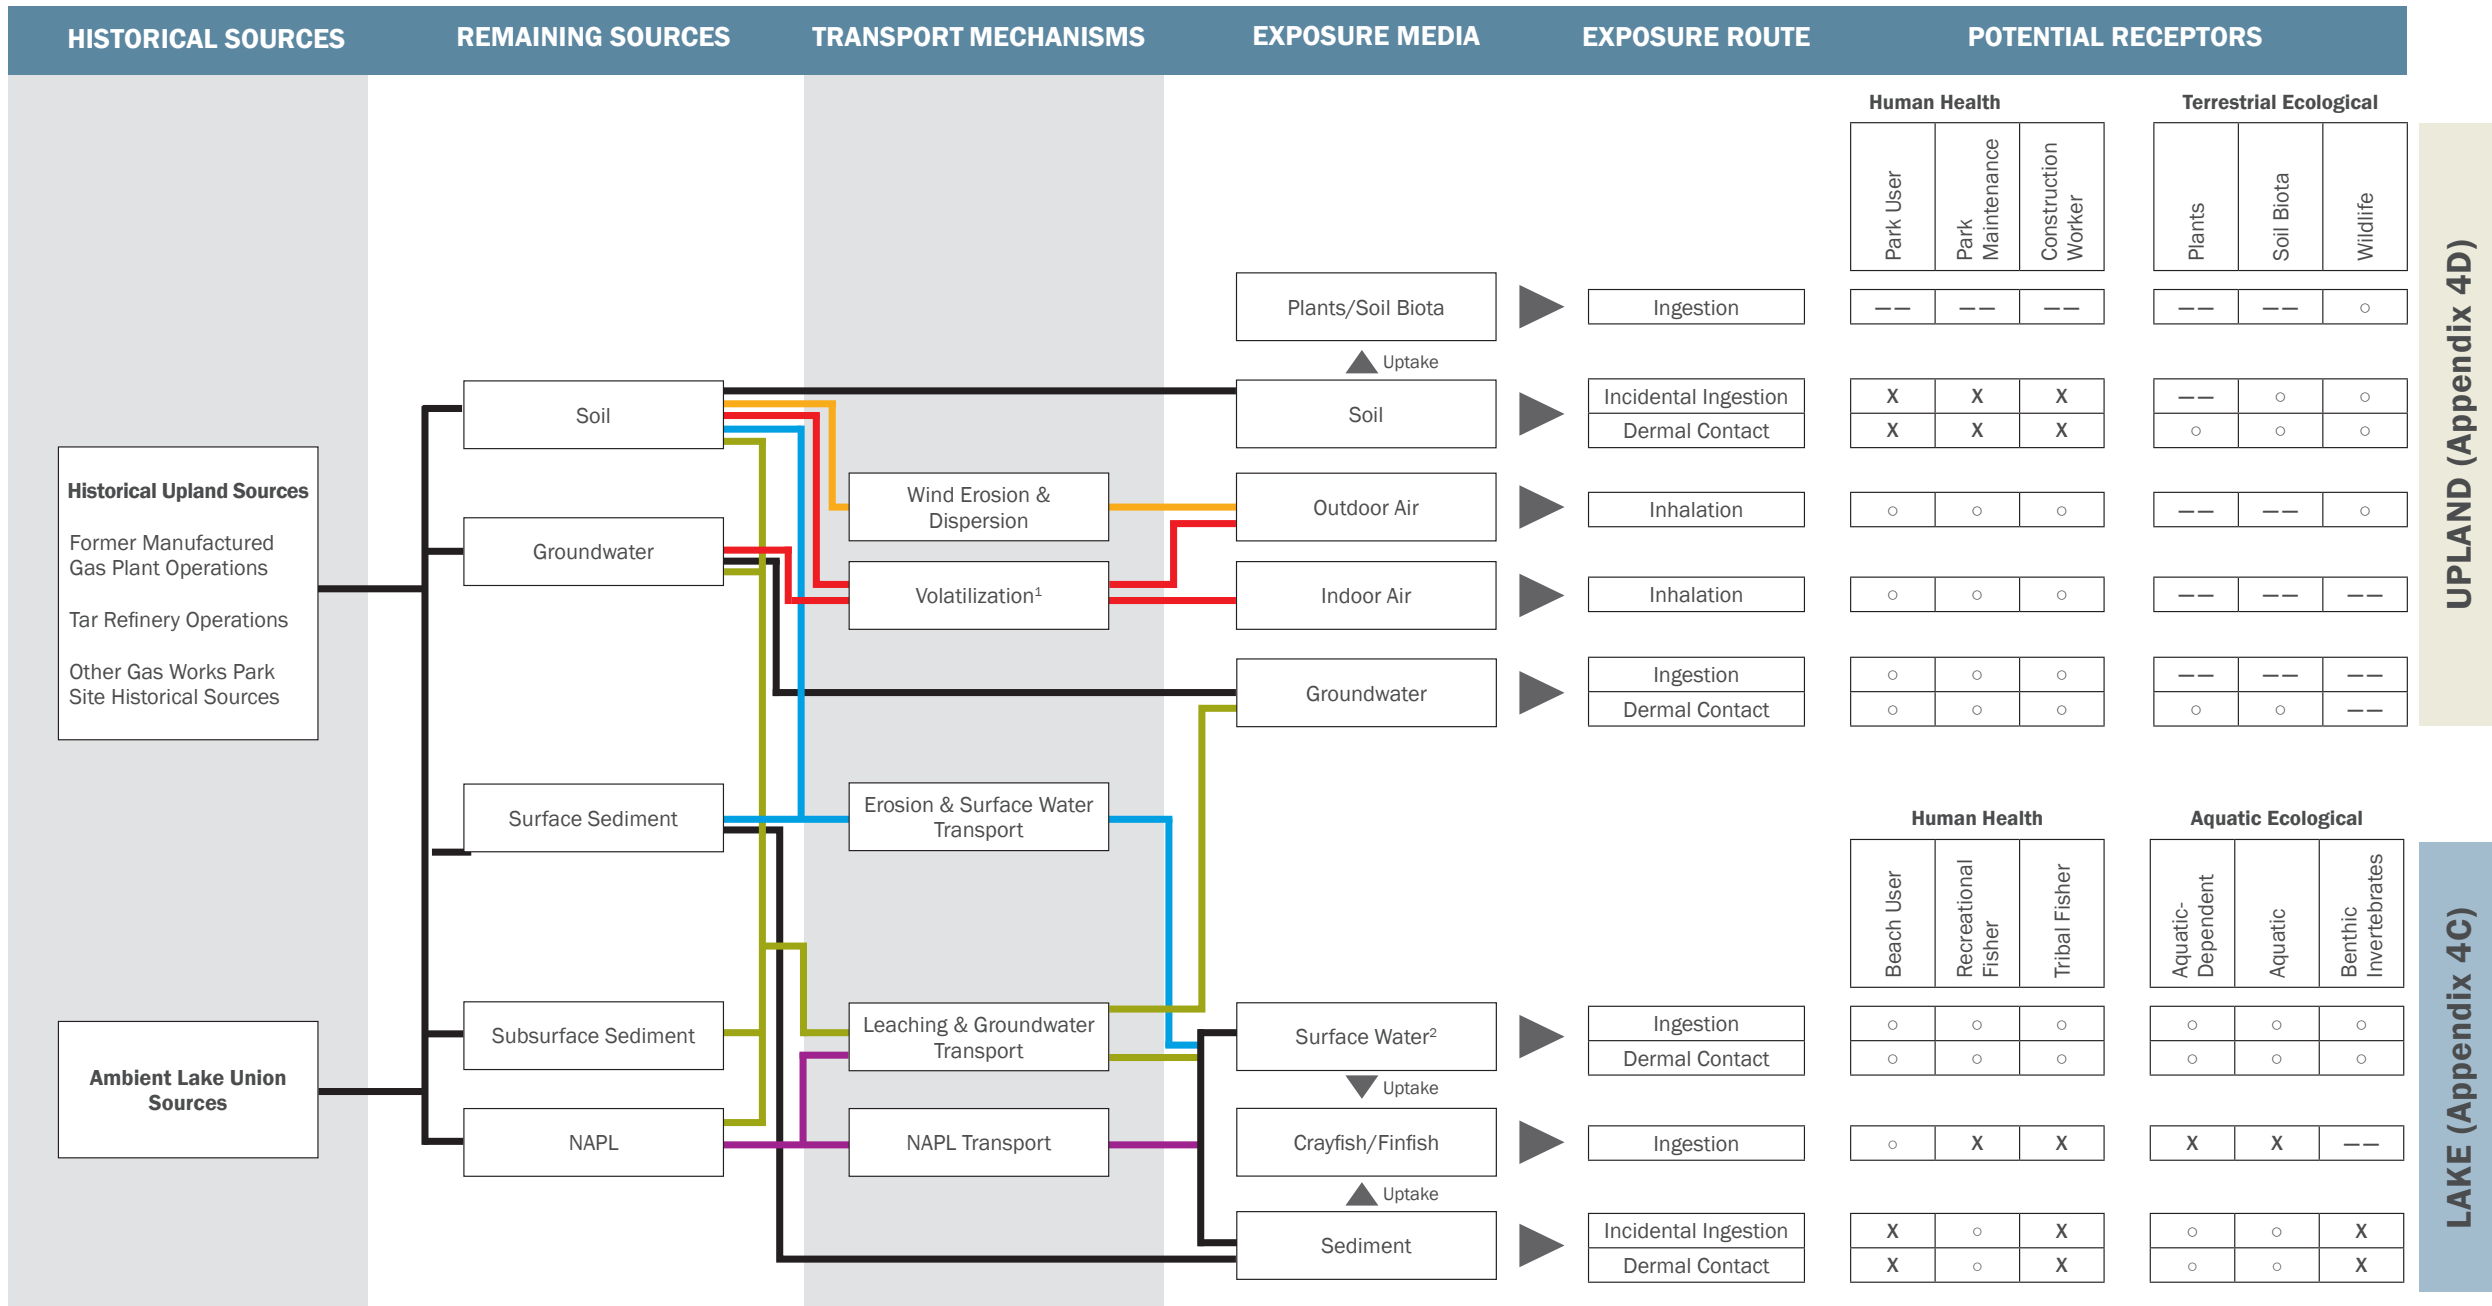 HISTORICAL SOURCES
REMAINING SOURCES
TRANSPORT MECHANISMS
EXPOSURE MEDIA
EXPOSURE ROUTE
POTENTIAL RECEPTORS
Human Health
Terrestrial Ecological
Park User
Park
Maintenance
Construction
Worker
Plants
Soil Biota
Wildlife
Plants/Soil Biota
Ingestion
—— —— —— —— —— ○
Uptake
Soil
Soil
Incidental Ingestion
X X X —— ○ ○
Dermal Contact
X X X ○ ○ ○
Historical Upland Sources
Former Manufactured
Gas Plant Operations
Tar Refinery Operations
Other Gas Works Park
Site Historical Sources
Wind Erosion &
Dispersion
Outdoor Air
Inhalation
○ ○ ○ —— —— ○
Groundwater
Volatilization¹
Indoor Air
Inhalation
○ ○ ○ —— —— ——
Groundwater
Ingestion
○ ○ ○ —— —— ——
Dermal Contact
○ ○ ○ ○ ○ ——
UPLAND (Appendix 4D)
Surface Sediment
Erosion & Surface Water
Transport
Human Health
Aquatic Ecological
Beach User
Recreational
Fisher
Tribal Fisher
Aquatic-
Dependent
Aquatic
Benthic
Invertebrates
Subsurface Sediment
Leaching & Groundwater
Transport
Surface Water²
Ingestion
○ ○ ○ ○ ○ ○
Dermal Contact
○ ○ ○ ○ ○ ○
Uptake
Ambient Lake Union
Sources
NAPL
NAPL Transport
Crayfish/Finfish
Ingestion
○ X X X X ——
Uptake
Sediment
Incidental Ingestion
X ○ X ○ ○ X
Dermal Contact
X ○ X ○ ○ X
LAKE (Appendix 4C)